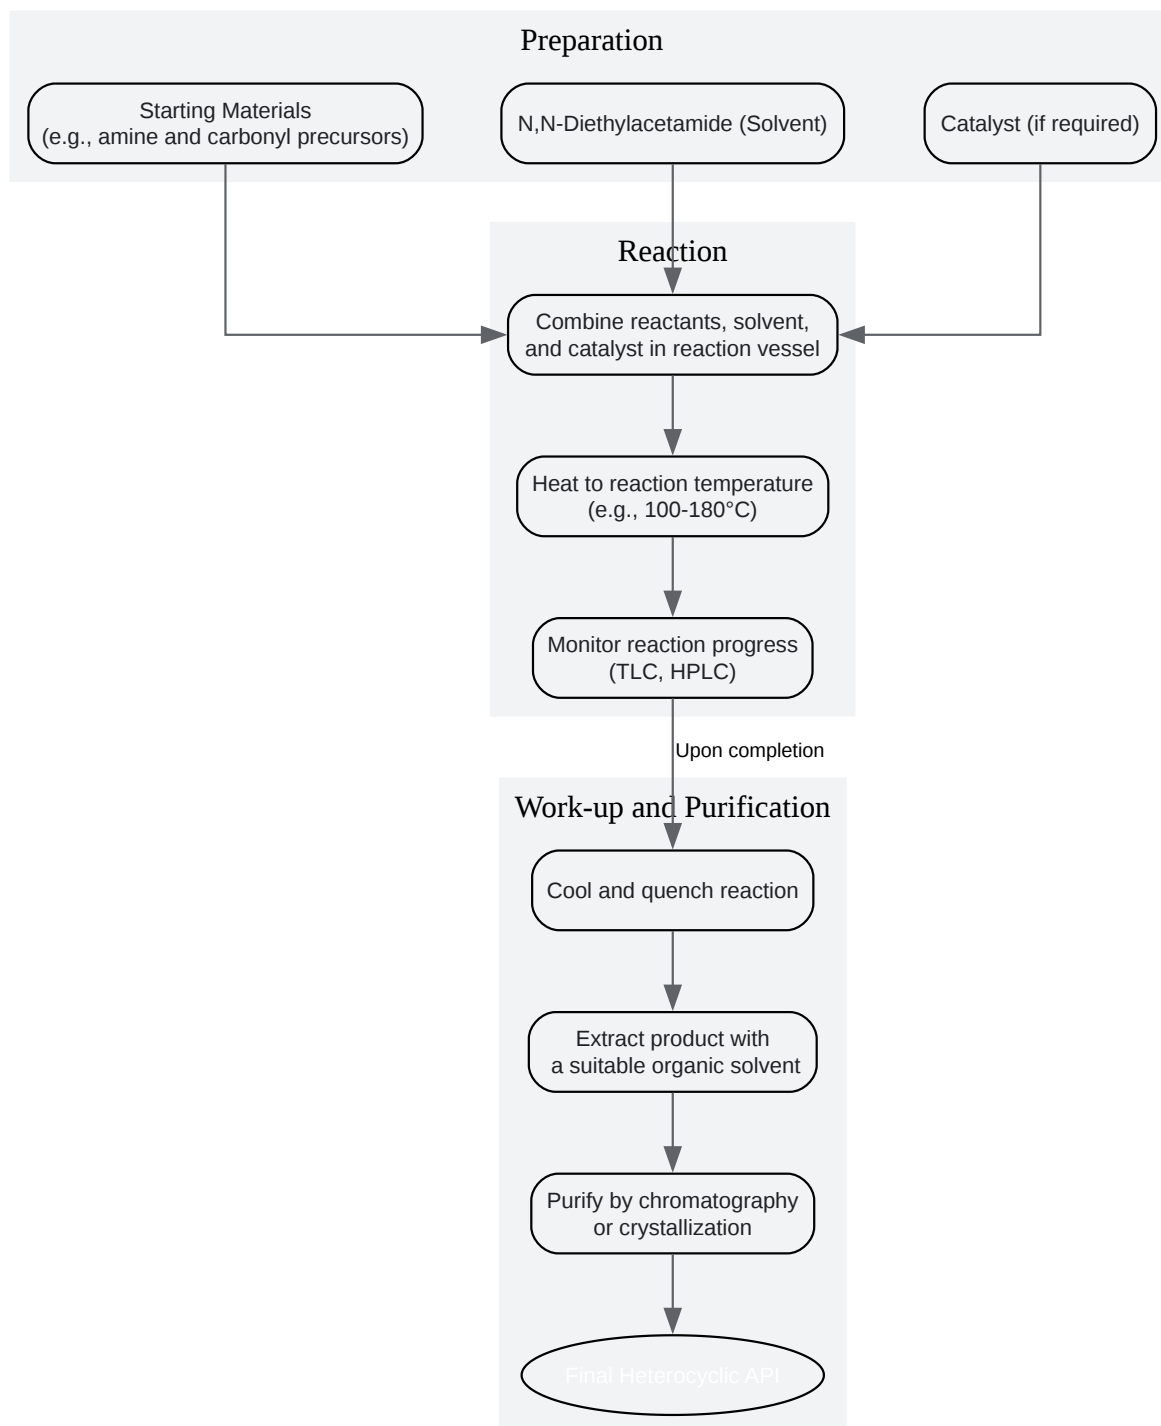 Preparation
Starting Materials
(e.g., amine and carbonyl precursors)
N,N-Diethylacetamide (Solvent)
Catalyst (if required)
Reaction
Combine reactants, solvent,
and catalyst in reaction vessel
Heat to reaction temperature
(e.g., 100-180°C)
Monitor reaction progress
(TLC, HPLC)
Upon completion
Work-up and Purification
Cool and quench reaction
Extract product with
a suitable organic solvent
Purify by chromatography
or crystallization
Final Heterocyclic API